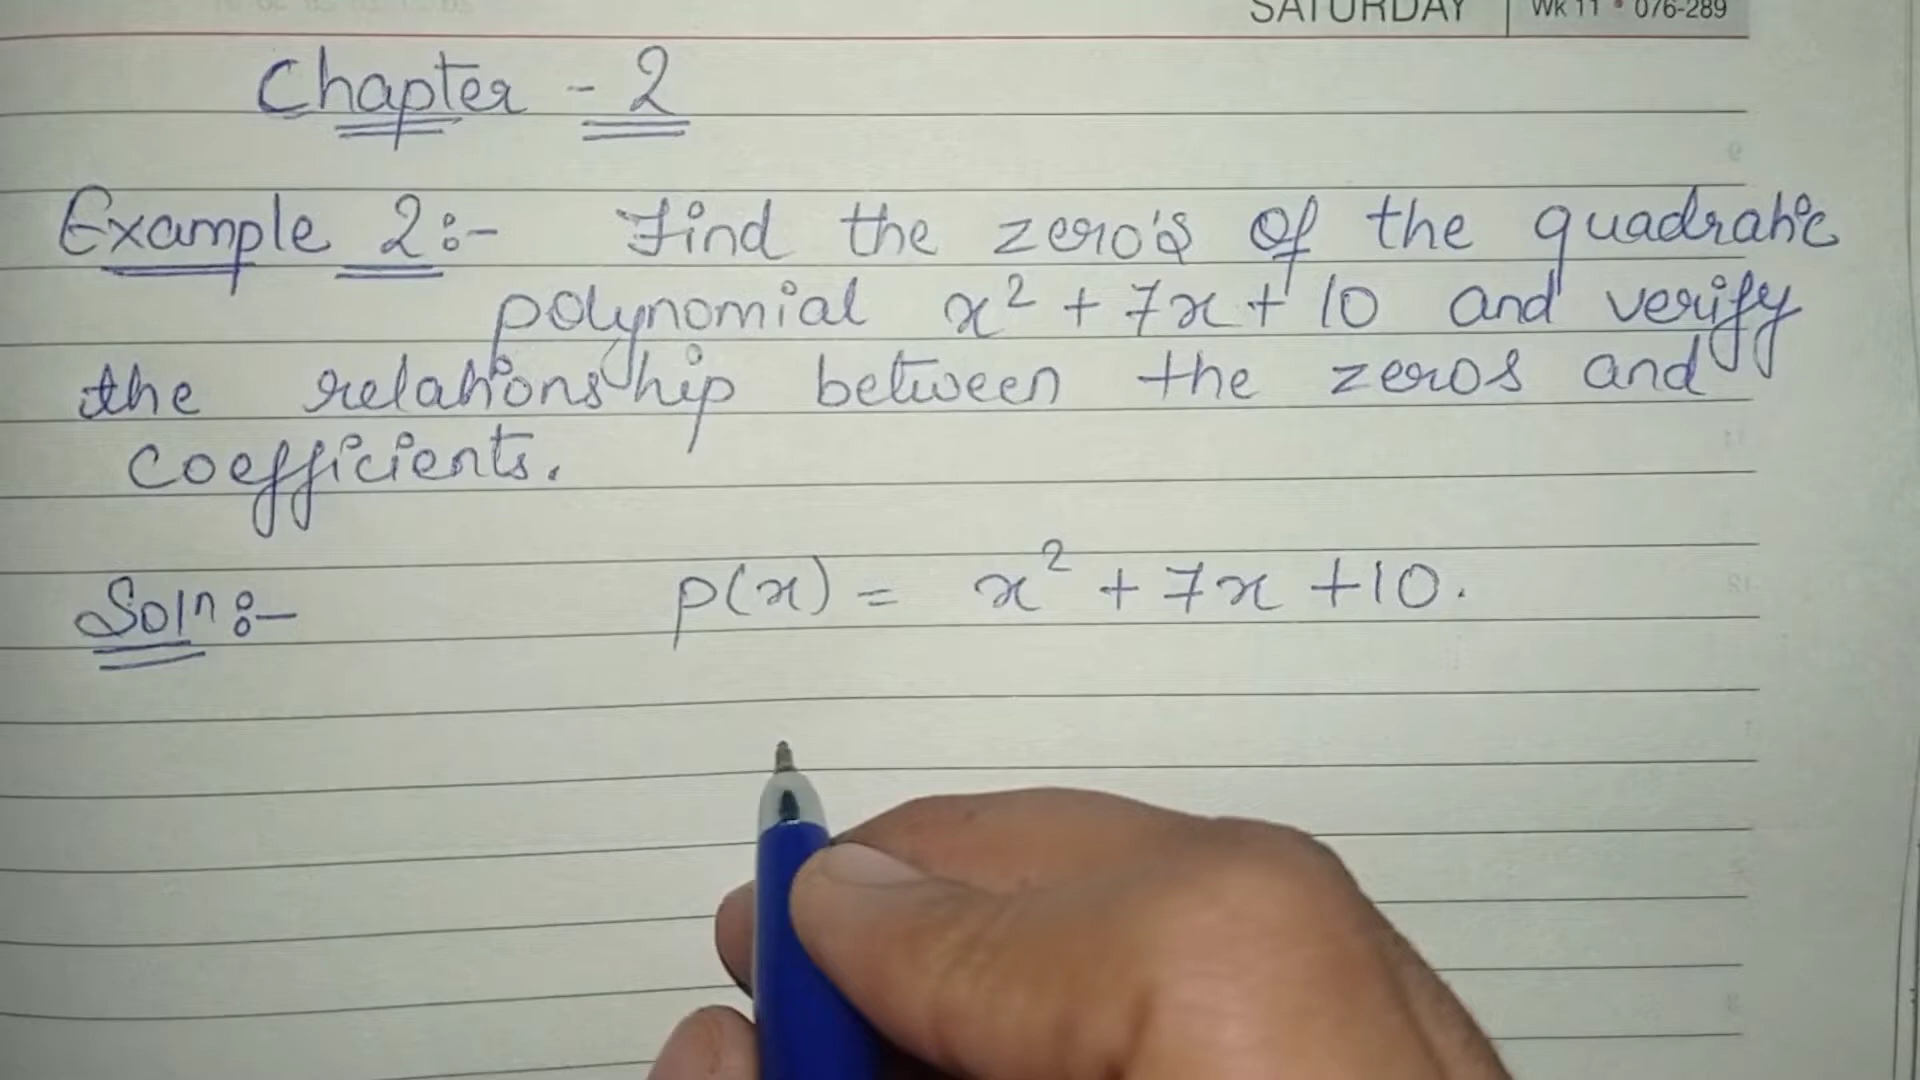 SATURDAY Wk 11 • 076-289
Chapter - 2
Example 2:- Find the zero's of the quadratic
polynomial x² + 7x + 10 and verify
the relationship between the zeros and
coefficients.
Soln:- p(x) = x² + 7x + 10.